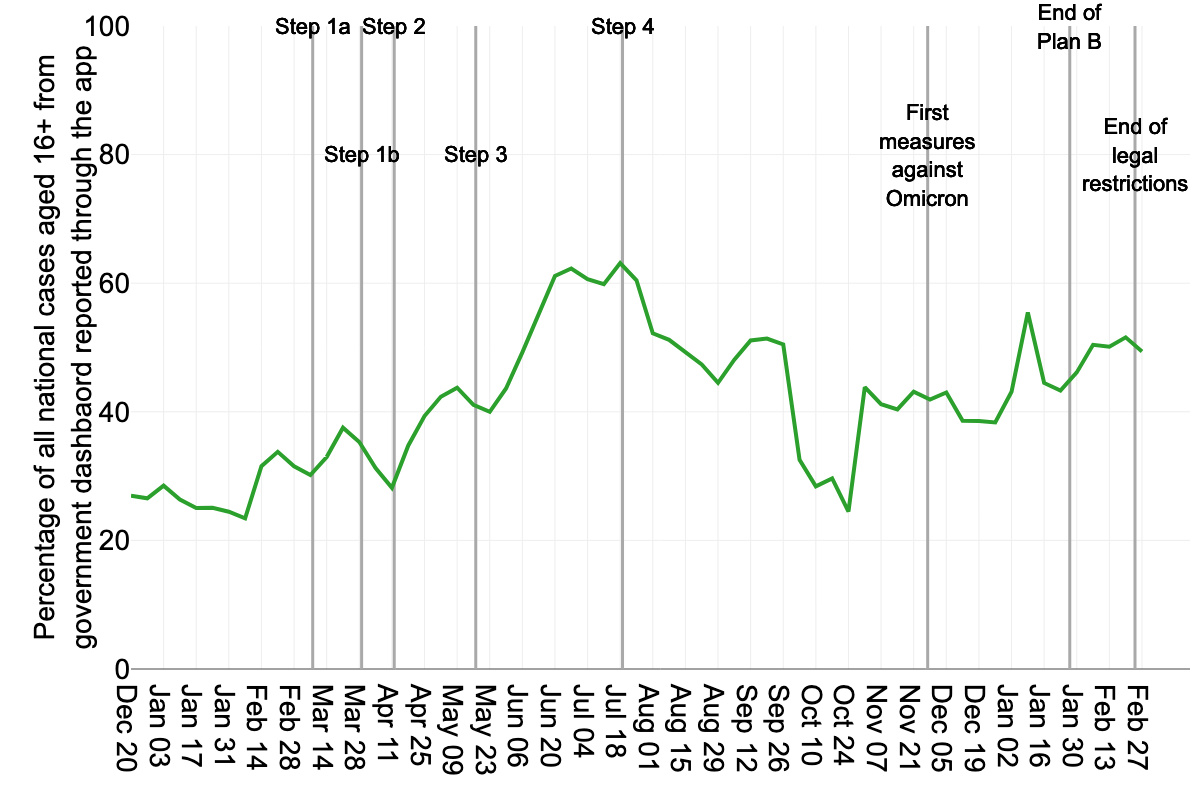 Percentage of all national cases aged 16+ from
government dashbaord reported through the app
100
80
60
40
20
0
Step 1a
Step 2
Step 4
End of
Plan B
Step 1b
Step 3
First
measures
against
Omicron
End of
legal
restrictions
Dec 20
Jan 03
Jan 17
Jan 31
Feb 14
Feb 28
Mar 14
Mar 28
Apr 11
Apr 25
May 09
May 23
Jun 06
Jun 20
Jul 04
Jul 18
Aug 01
Aug 15
Aug 29
Sep 12
Sep 26
Oct 10
Oct 24
Nov 07
Nov 21
Dec 05
Dec 19
Jan 02
Jan 16
Jan 30
Feb 13
Feb 27